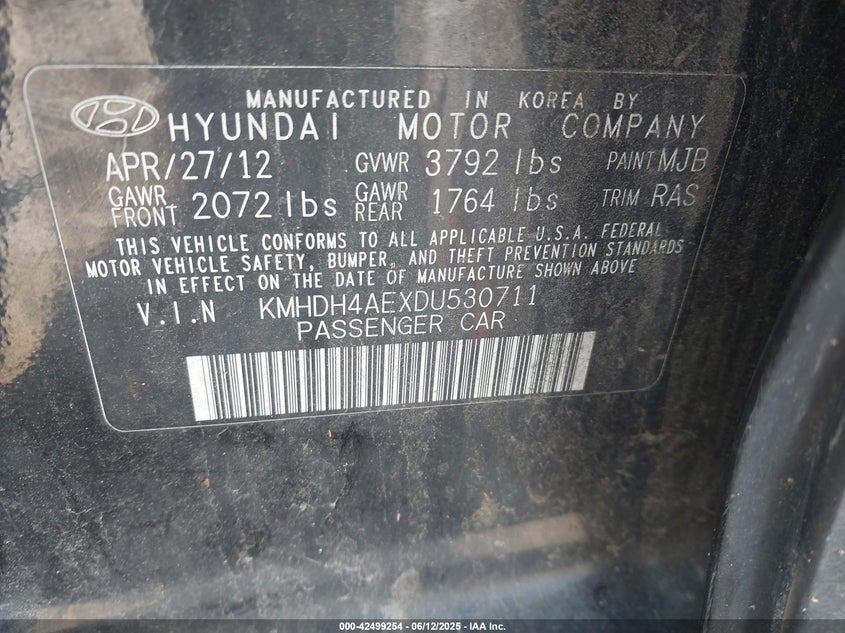 MANUFACTURED IN KOREA BY
HYUNDAI MOTOR COMPANY
APR/27/12 GVWR 3792 lbs PAINT MJB
GAWR FRONT 2072 lbs GAWR REAR 1764 lbs TRIM RAS
THIS VEHICLE CONFORMS TO ALL APPLICABLE U.S.A. FEDERAL
MOTOR VEHICLE SAFETY, BUMPER, AND THEFT PREVENTION STANDARDS
IN EFFECT ON THE DATE OF MANUFACTURE SHOWN ABOVE
V.I.N KMHDH4AEXDU530711
PASSENGER CAR
000-42499254 - 06/12/2025 - IAA Inc.